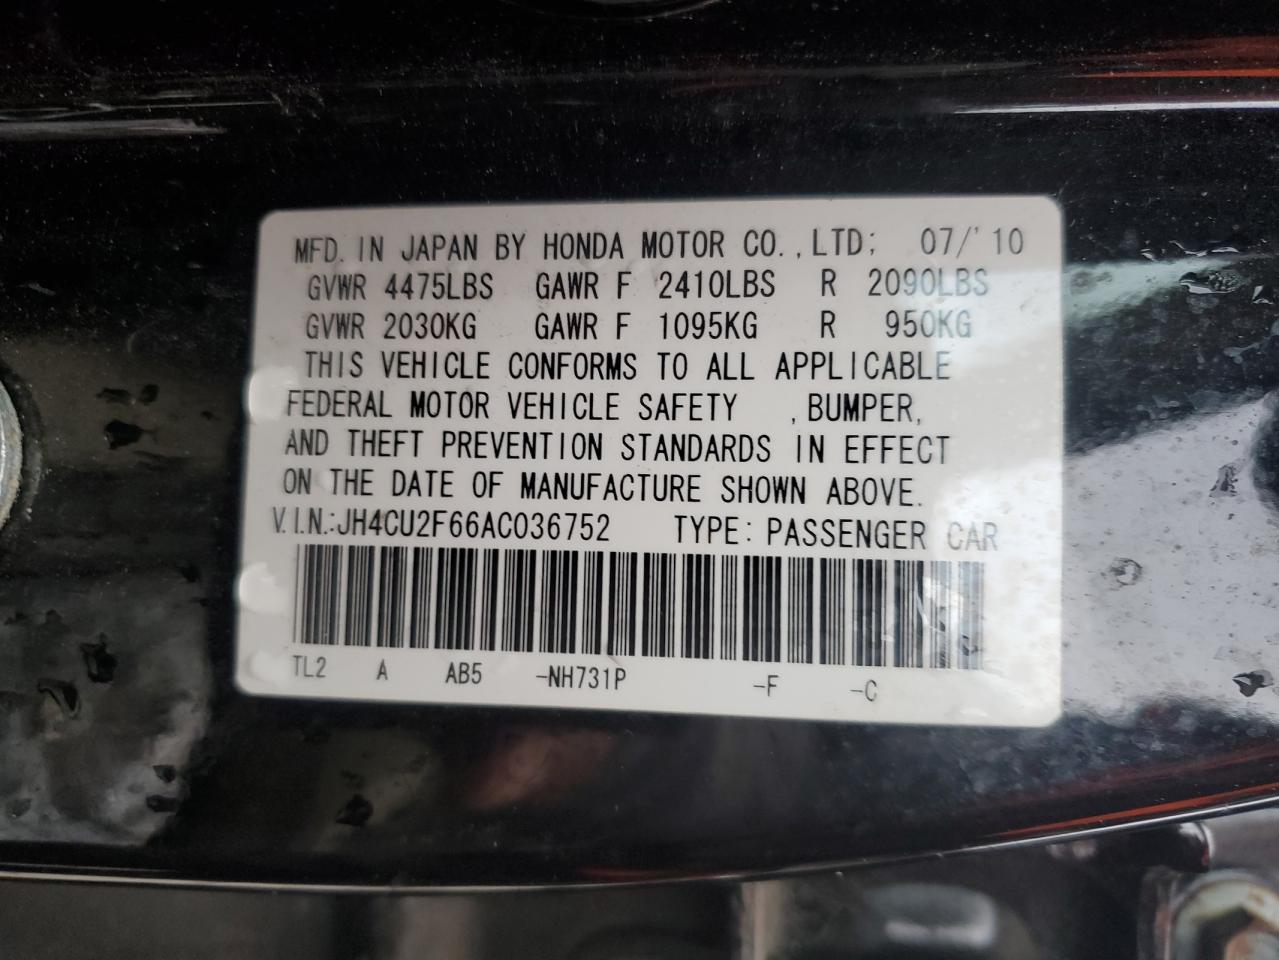 MFD. IN JAPAN BY HONDA MOTOR CO.,LTD; 07/'10
GVWR 4475LBS GAWR F 2410LBS R 2090LBS
GVWR 2030KG GAWR F 1095KG R 950KG
THIS VEHICLE CONFORMS TO ALL APPLICABLE
FEDERAL MOTOR VEHICLE SAFETY ,BUMPER,
AND THEFT PREVENTION STANDARDS IN EFFECT
ON THE DATE OF MANUFACTURE SHOWN ABOVE.
V.I.N.:JH4CU2F66AC036752 TYPE: PASSENGER CAR
TL2 A AB5 -NH731P -F -C